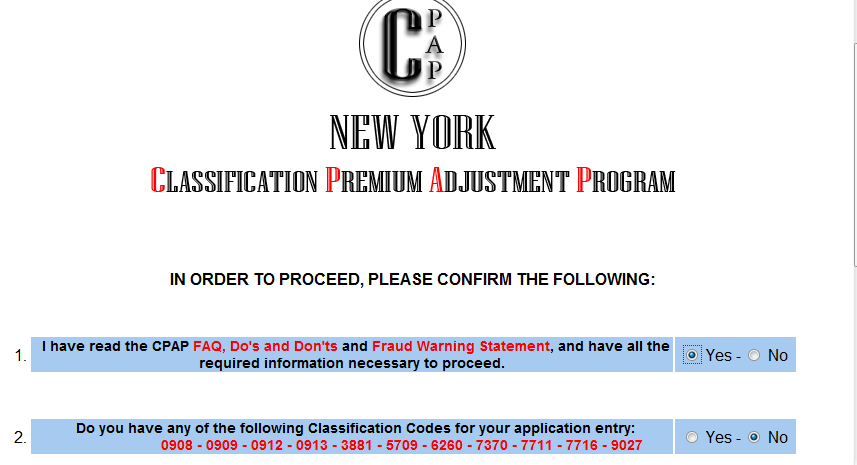 C P A P
NEW YORK
CLASSIFICATION PREMIUM ADJUSTMENT PROGRAM
IN ORDER TO PROCEED, PLEASE CONFIRM THE FOLLOWING:
1. I have read the CPAP FAQ, Do's and Don'ts and Fraud Warning Statement, and have all the Yes - No
required information necessary to proceed.
2. Do you have any of the following Classification Codes for your application entry: Yes - No
0908 - 0909 - 0912 - 0913 - 3881 - 5709 - 6260 - 7370 - 7711 - 7716 - 9027